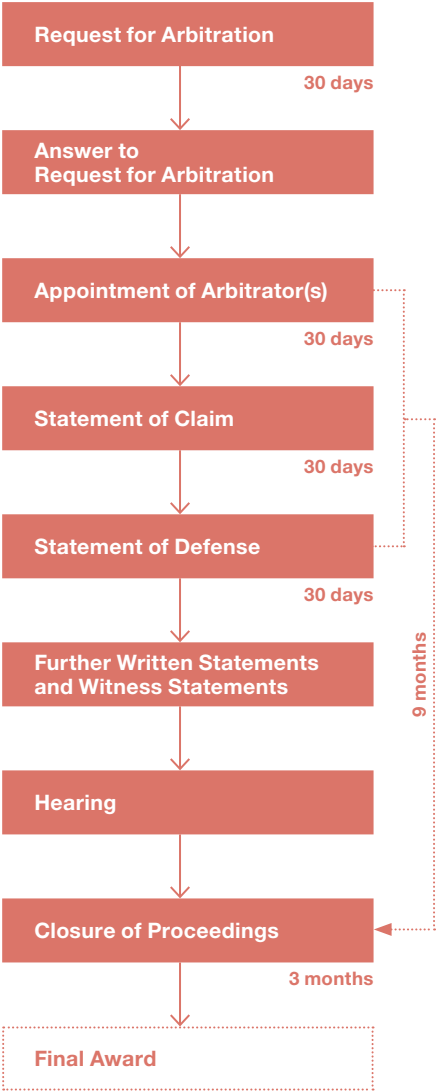 Request for Arbitration
30 days
Answer to
Request for Arbitration
Appointment of Arbitrator(s)
30 days
Statement of Claim
30 days
Statement of Defense
30 days
Further Written Statements
and Witness Statements
9 months
Hearing
Closure of Proceedings
3 months
Final Award